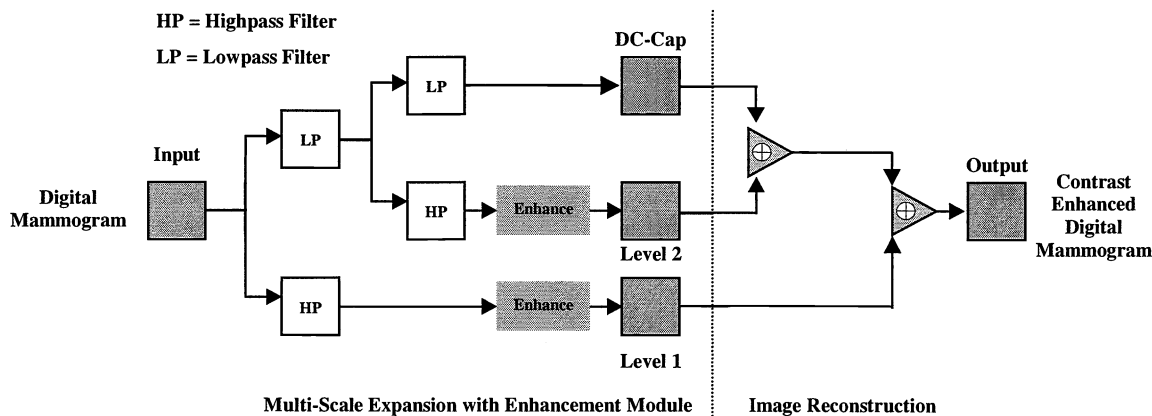 HP = Highpass Filter
LP = Lowpass Filter
DC-Cap
LP
LP
Input
Digital
Mammogram
HP
Enhance
Level 2
Output
Contrast
Enhanced
Digital
Mammogram
HP
Enhance
Level 1
Multi-Scale Expansion with Enhancement Module
Image Reconstruction